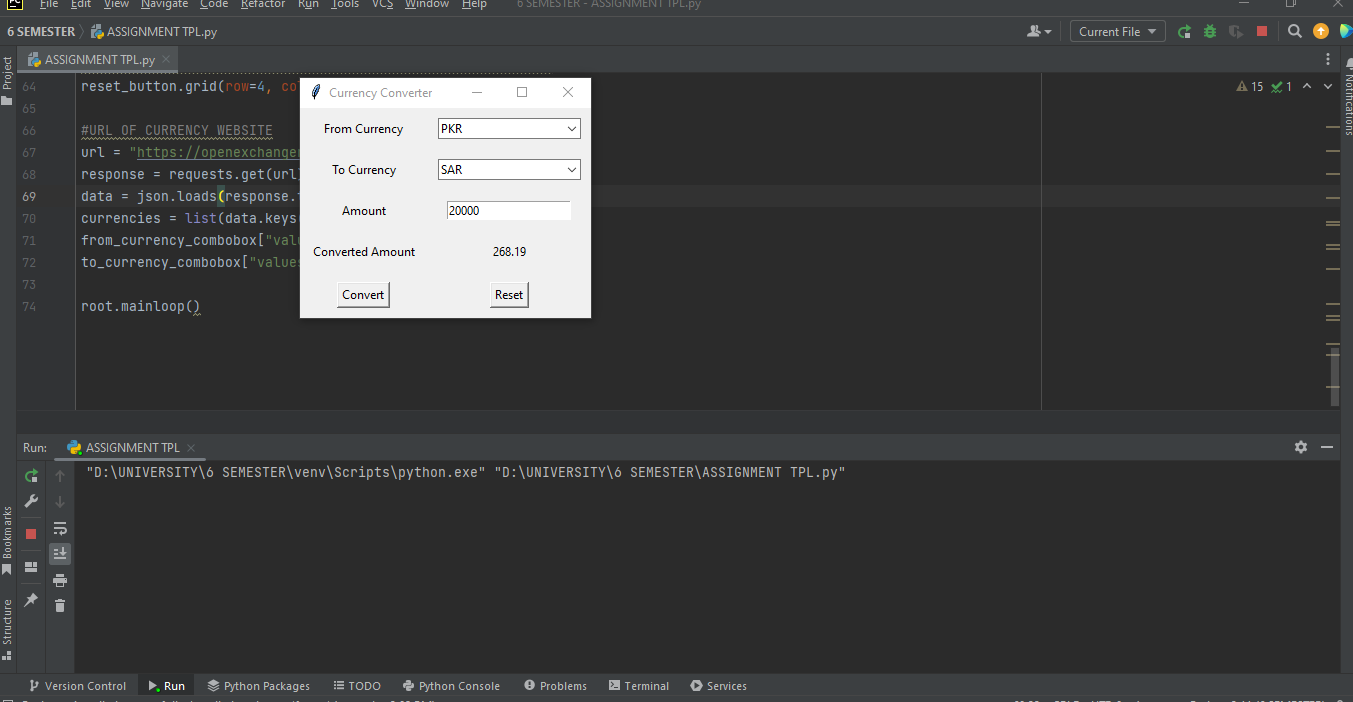 File Edit View Navigate Code Refactor Run Tools VCS Window Help 6 SEMESTER - ASSIGNMENT TPL.py
6 SEMESTER ASSIGNMENT TPL.py Current File
ASSIGNMENT TPL.py
Project
Notifications
15 1
64 reset_button.grid(row=4, co
65
66 #URL OF CURRENCY WEBSITE
67 url = "https://openexchange
68 response = requests.get(url
69 data = json.loads(response.
70 currencies = list(data.keys
71 from_currency_combobox["val
72 to_currency_combobox["values
73
74 root.mainloop()
Currency Converter
From Currency PKR
To Currency SAR
Amount 20000
Converted Amount 268.19
Convert Reset
Run: ASSIGNMENT TPL
"D:\UNIVERSITY\6 SEMESTER\venv\Scripts\python.exe" "D:\UNIVERSITY\6 SEMESTER\ASSIGNMENT TPL.py"
Bookmarks
Structure
Version Control Run Python Packages TODO Python Console Problems Terminal Services